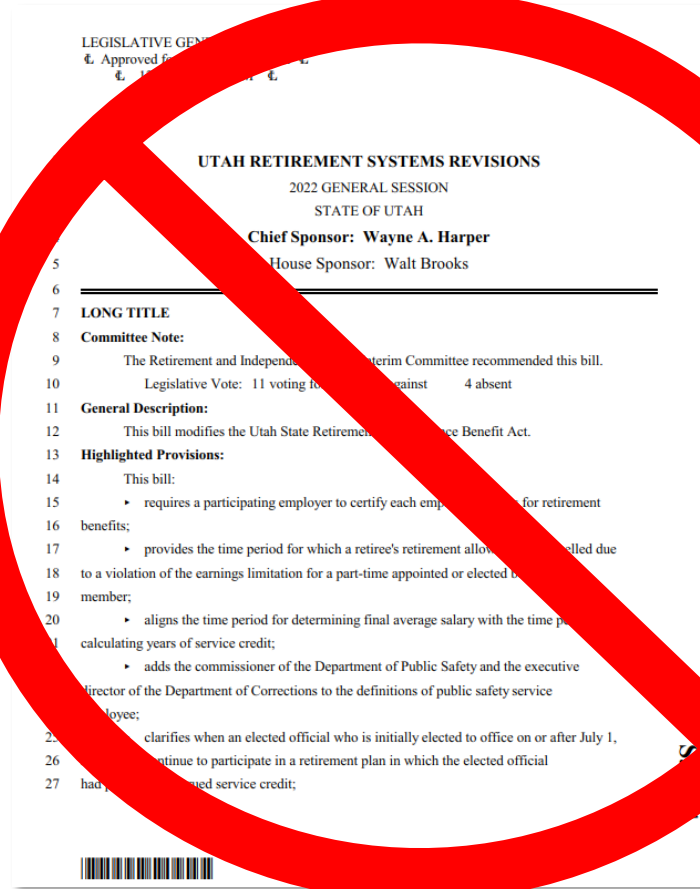 LEGISLATIVE GEN
₵ Approved f
₵ ₵
UTAH RETIREMENT SYSTEMS REVISIONS
2022 GENERAL SESSION
STATE OF UTAH
Chief Sponsor: Wayne A. Harper
5 House Sponsor: Walt Brooks
6
7 LONG TITLE
8 Committee Note:
9 The Retirement and Independ nterim Committee recommended this bill.
10 Legislative Vote: 11 voting fo gainst 4 absent
11 General Description:
12 This bill modifies the Utah State Retireme ce Benefit Act.
13 Highlighted Provisions:
14 This bill:
15 ▸ requires a participating employer to certify each emp for retirement
16 benefits;
17 ▸ provides the time period for which a retiree's retirement allow elled due
18 to a violation of the earnings limitation for a part-time appointed or elected b
19 member;
20 ▸ aligns the time period for determining final average salary with the time p
calculating years of service credit;
▸ adds the commissioner of the Department of Public Safety and the executive
director of the Department of Corrections to the definitions of public safety service
loyee;
clarifies when an elected official who is initially elected to office on or after July 1,
26 ntinue to participate in a retirement plan in which the elected official
27 had ued service credit;